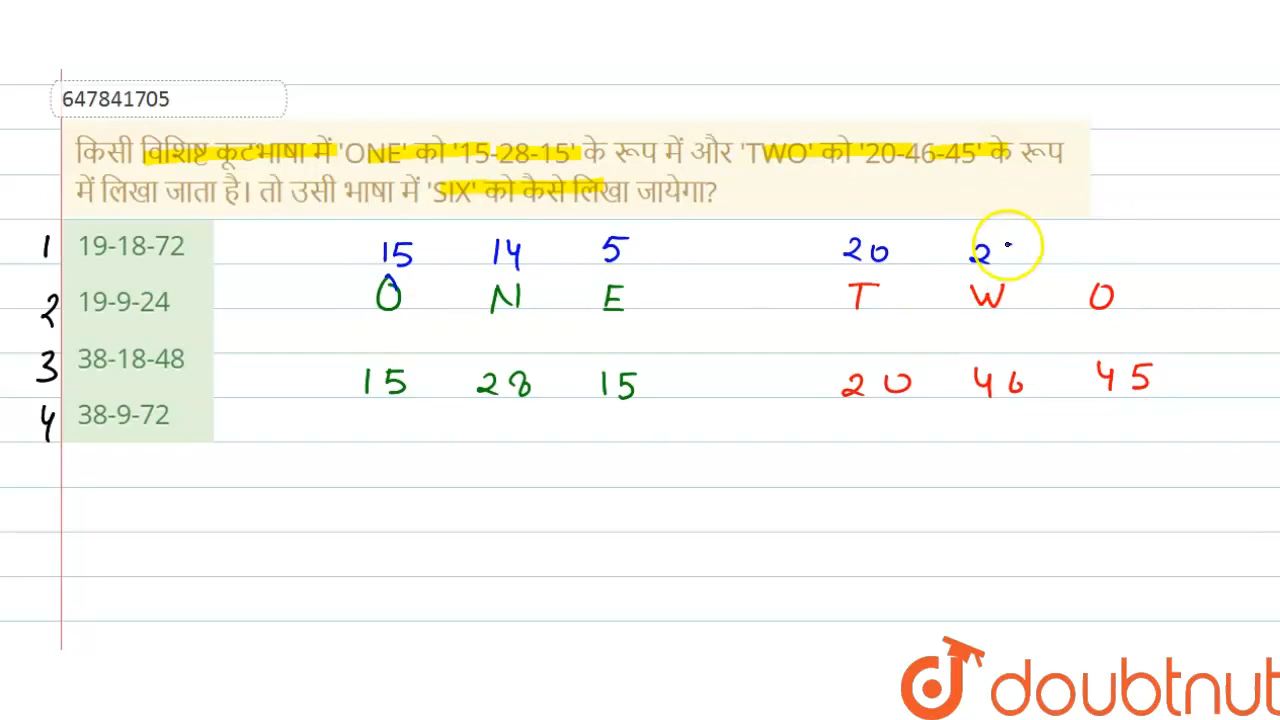 647841705
किसी विशिष्ट कूटभाषा में 'ONE' को '15-28-15' के रूप में और 'TWO' को '20-46-45' के रूप
में लिखा जाता है। तो उसी भाषा में 'SIX' को कैसे लिखा जायेगा?
1 19-18-72 15 14 5 20 2
2 19-9-24 O N E T W O
3 38-18-48 15 28 15 20 46 45
4 38-9-72
doubtnut